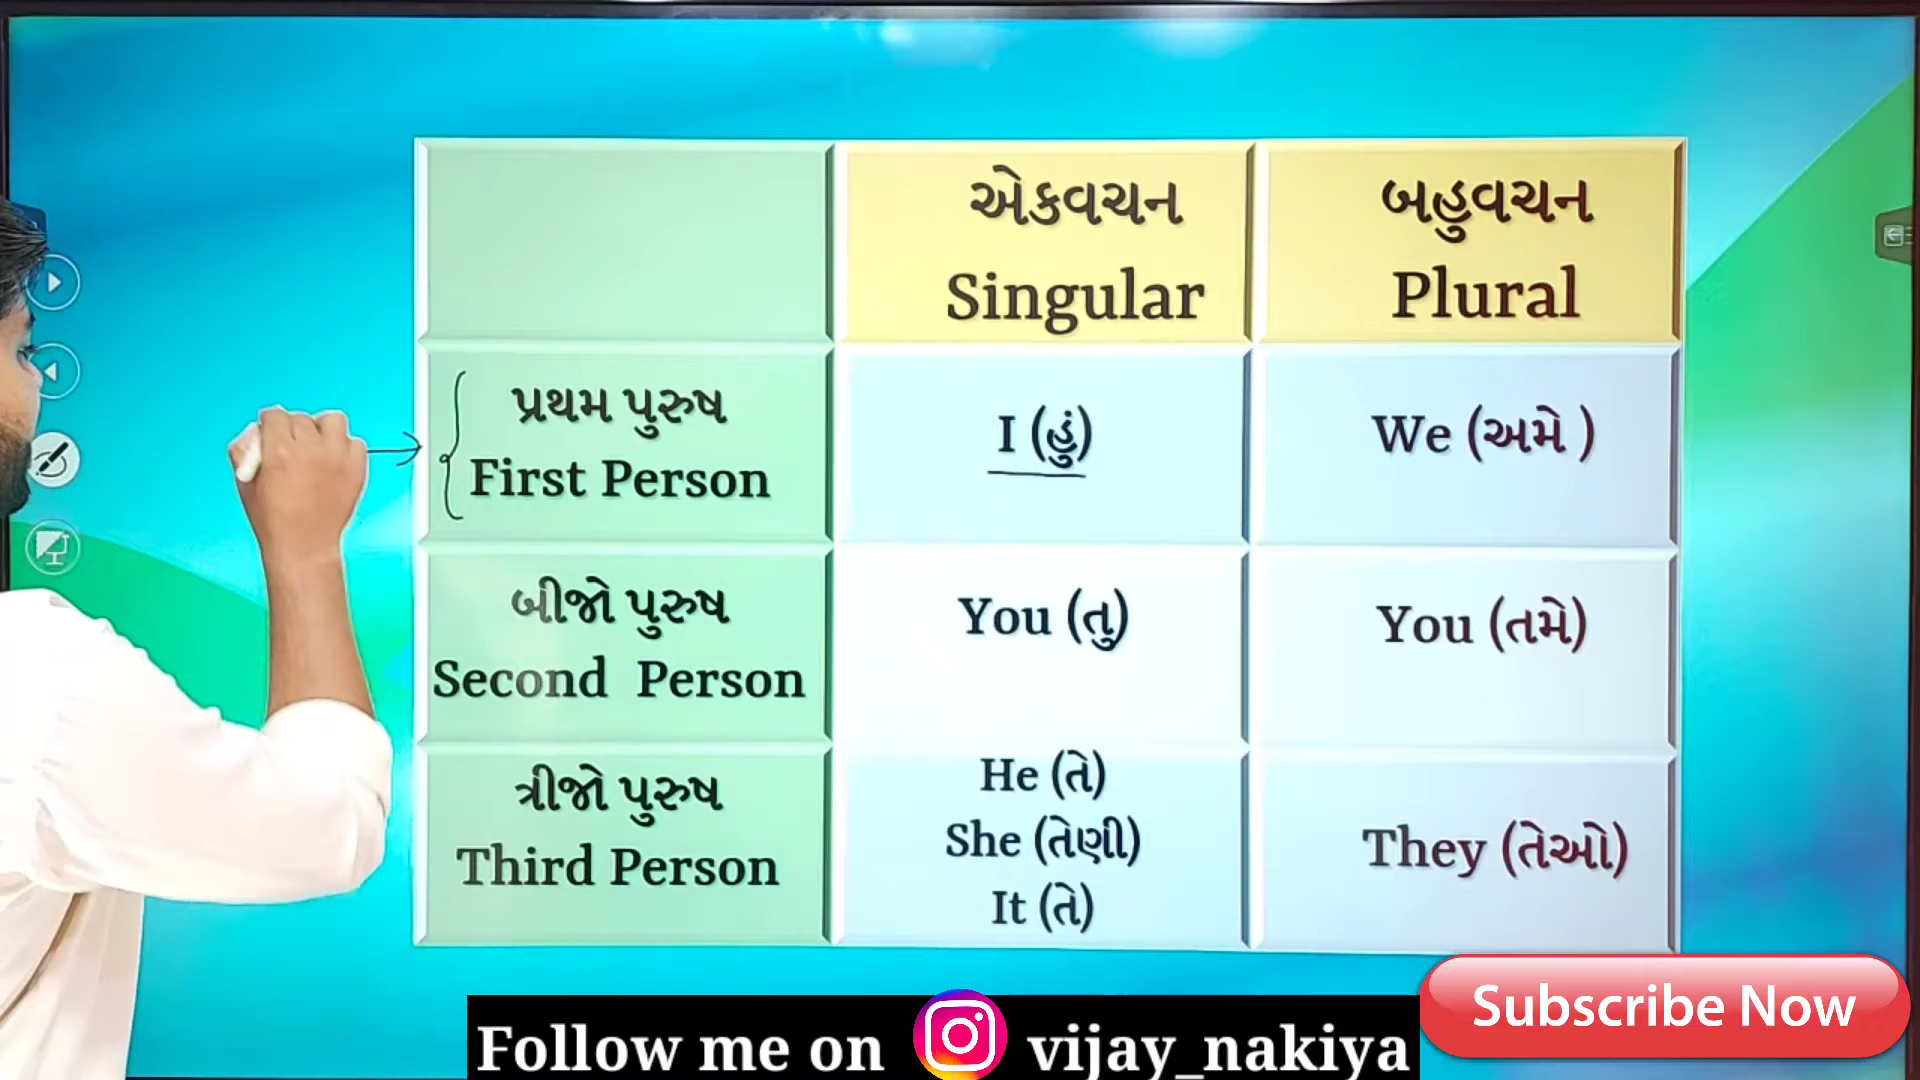 એકવચન
Singular
બહુવચન
Plural
પ્રથમ પુરુષ
First Person
I (હું)
We (અમે )
બીજો પુરુષ
Second Person
You (તુ)
You (તમે)
ત્રીજો પુરુષ
Third Person
He (તે)
She (તેણી)
It (તે)
They (તેઓ)
Follow me on vijay_nakiya
Subscribe Now